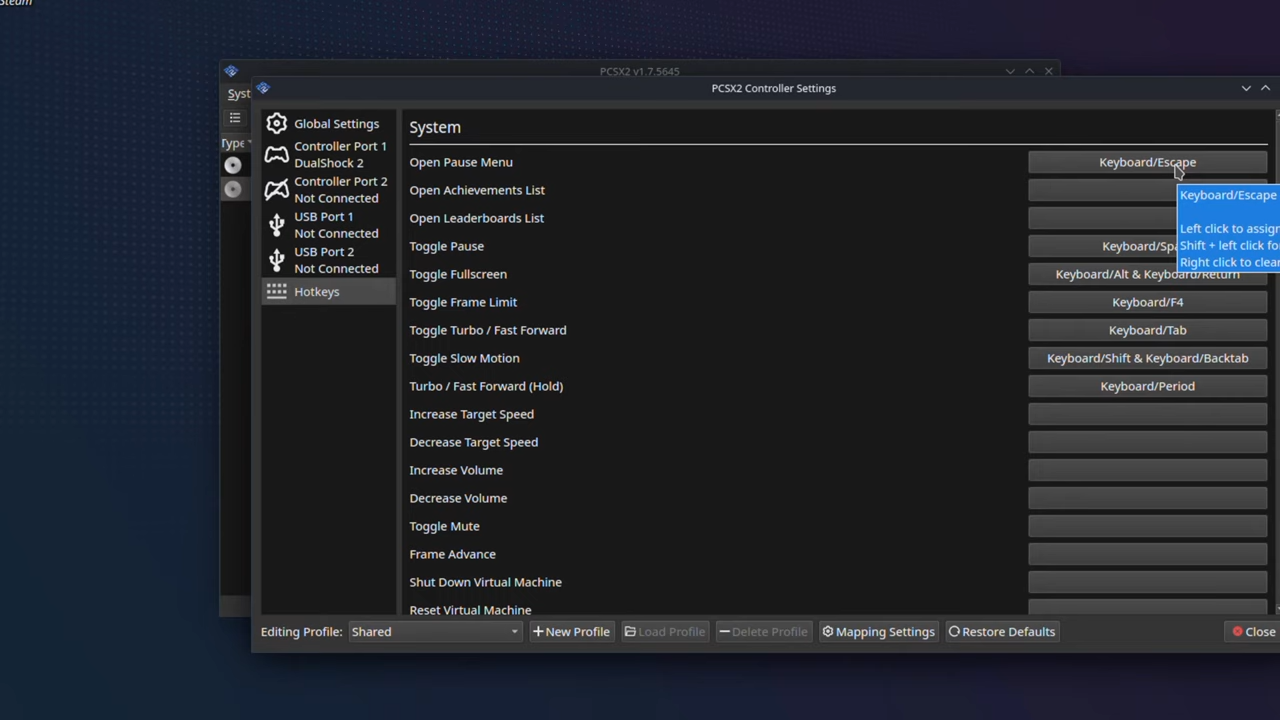 Steam
PCSX2 v1.7.5645
PCSX2 Controller Settings
Syst
Type
Global Settings
Controller Port 1
DualShock 2
Controller Port 2
Not Connected
USB Port 1
Not Connected
USB Port 2
Not Connected
Hotkeys
System
Open Pause Menu
Keyboard/Escape
Open Achievements List
Open Leaderboards List
Toggle Pause
Keyboard/Spa
Toggle Fullscreen
Keyboard/Alt & Keyboard/Return
Toggle Frame Limit
Keyboard/F4
Toggle Turbo / Fast Forward
Keyboard/Tab
Toggle Slow Motion
Keyboard/Shift & Keyboard/Backtab
Turbo / Fast Forward (Hold)
Keyboard/Period
Increase Target Speed
Decrease Target Speed
Increase Volume
Decrease Volume
Toggle Mute
Frame Advance
Shut Down Virtual Machine
Reset Virtual Machine
Keyboard/Escape
Left click to assign
Shift + left click for
Right click to clear
Editing Profile:
Shared
New Profile
Load Profile
Delete Profile
Mapping Settings
Restore Defaults
Close